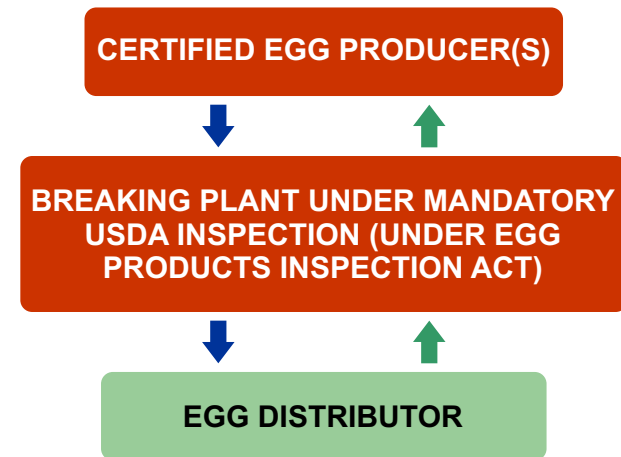 CERTIFIED EGG PRODUCER(S)
BREAKING PLANT UNDER MANDATORY
USDA INSPECTION (UNDER EGG
PRODUCTS INSPECTION ACT)
EGG DISTRIBUTOR